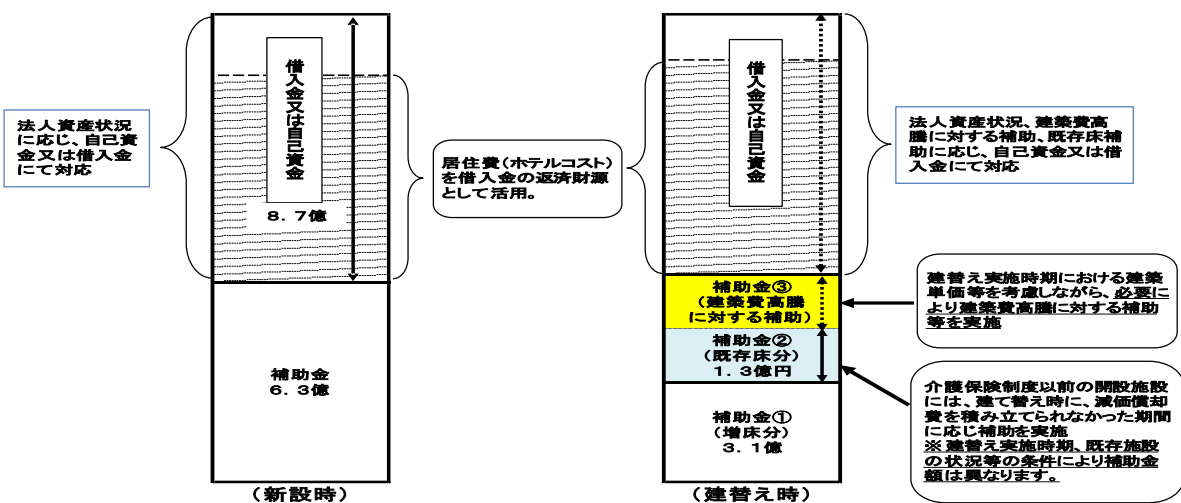 法人資産状況
に応じ、自己資
金又は借入金
にて対応
借入金又は自己資金
8.7億
補助金
6.3億
(新設時)
居住費(ホテルコスト)
を借入金の返済財源
として活用。
借入金又は自己資金
補助金③
(建築費高騰
に対する補助)
補助金②
(既存床分)
1.3億円
補助金①
(増床分)
3.1億
(建替え時)
法人資産状況、建築費高
騰に対する補助、既存床補
助に応じ、自己資金又は借
入金にて対応
建替え実施時期における建築
単価等を考慮しながら、必要に
より建築費高騰に対する補助
等を実施
介護保険制度以前の開設施設
には、建て替え時に、減価償却
費を積み立てられなかった期間
に応じ補助を実施
※建替え実施時期、既存施設
の状況等の条件により補助金
額は異なります。